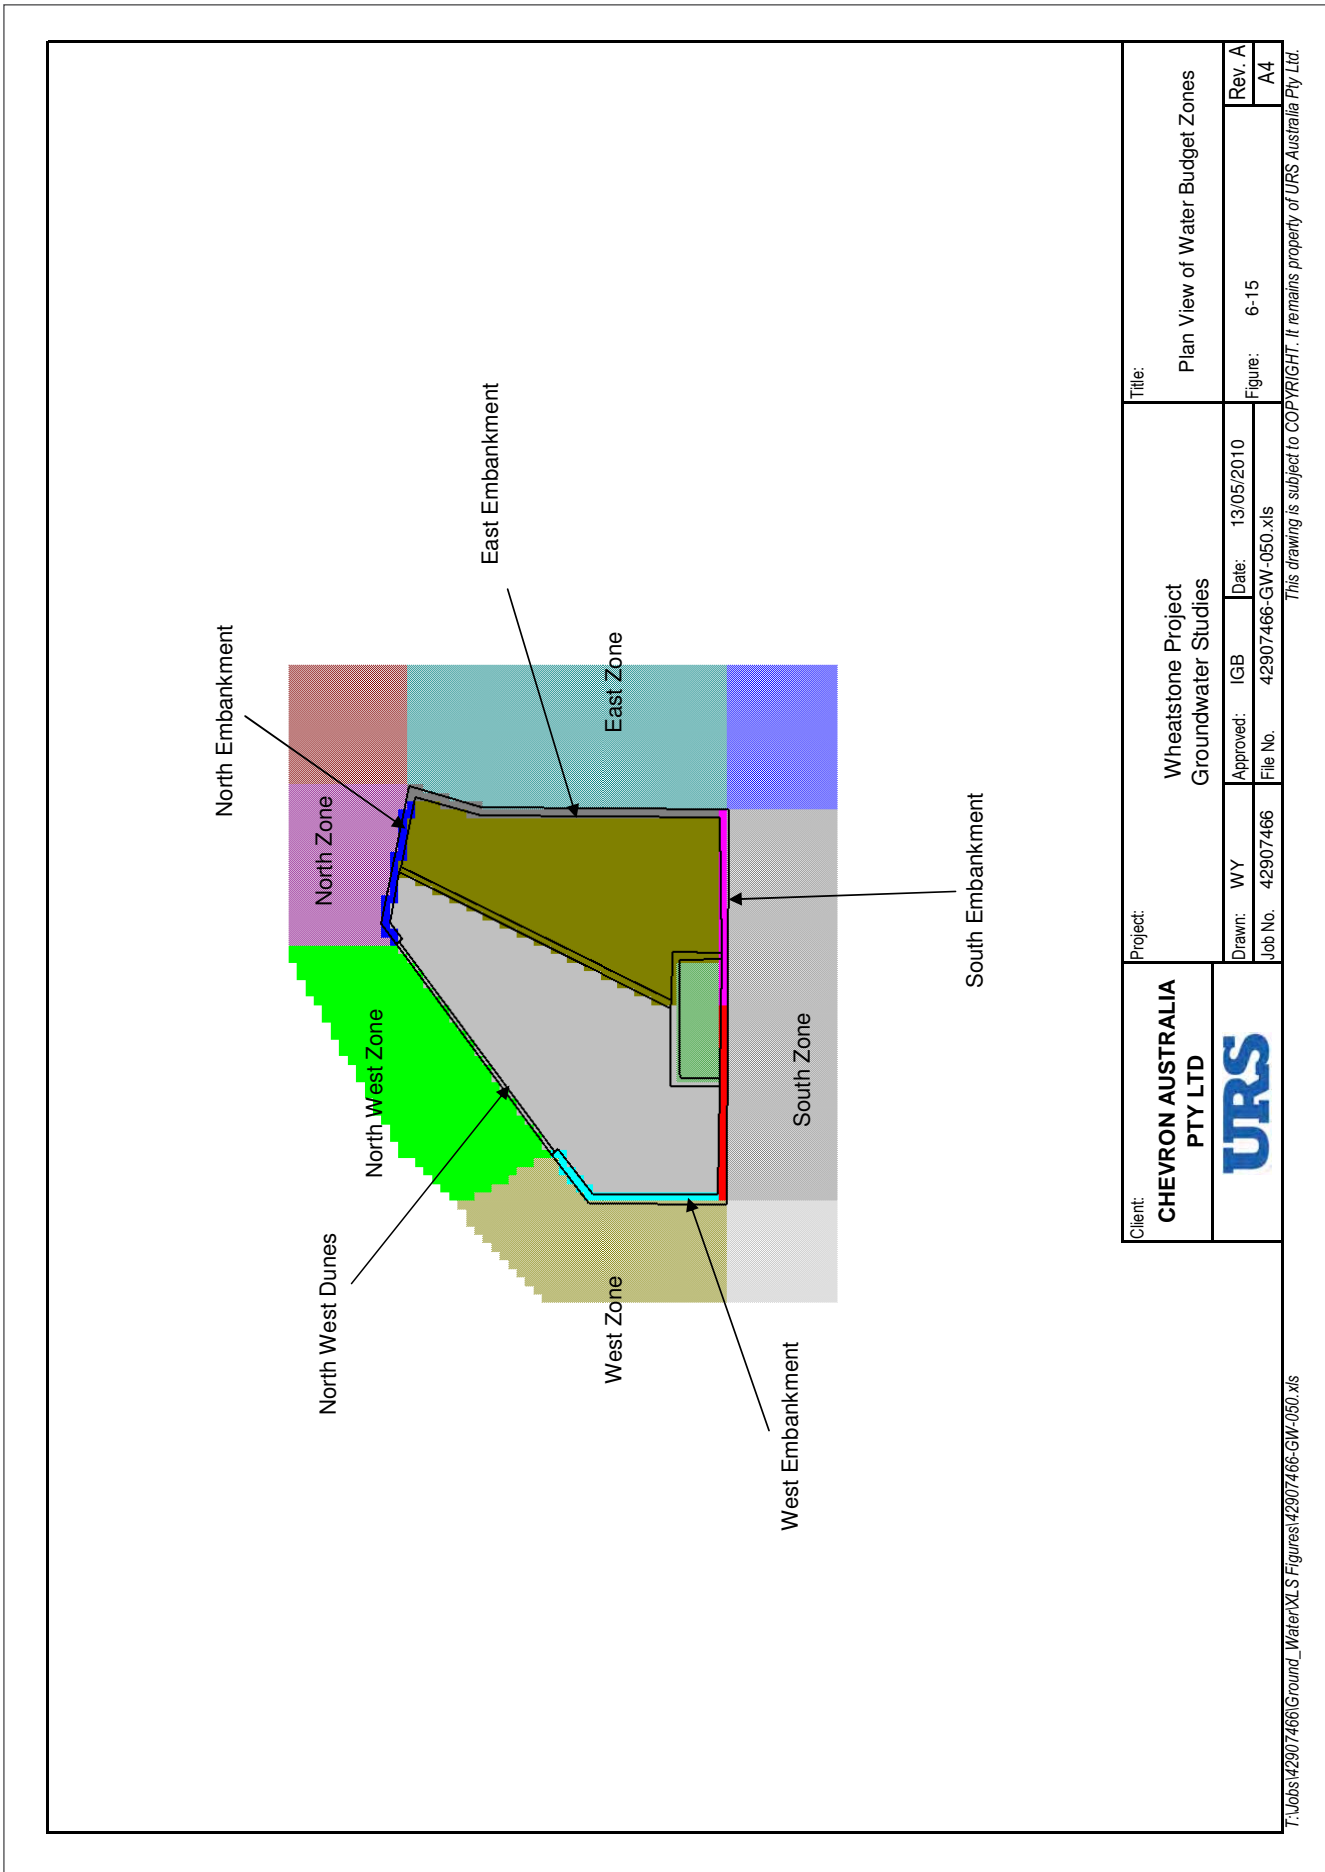 North West Dunes
North Embankment
East Embankment
North West Zone
North Zone
West Zone
East Zone
South Zone
West Embankment
South Embankment
Client:
CHEVRON AUSTRALIA
PTY LTD
URS
Project:
Wheatstone Project
Groundwater Studies
Title:
Plan View of Water Budget Zones
Drawn: WY
Approved: IGB
Date: 13/05/2010
Job No. 42907466
File No. 42907466-GW-050.xls
Figure: 6-15
Rev. A
A4
T:\Jobs\42907466\Ground_Water\XLS Figures\42907466-GW-050.xls
This drawing is subject to COPYRIGHT. It remains property of URS Australia Pty Ltd.